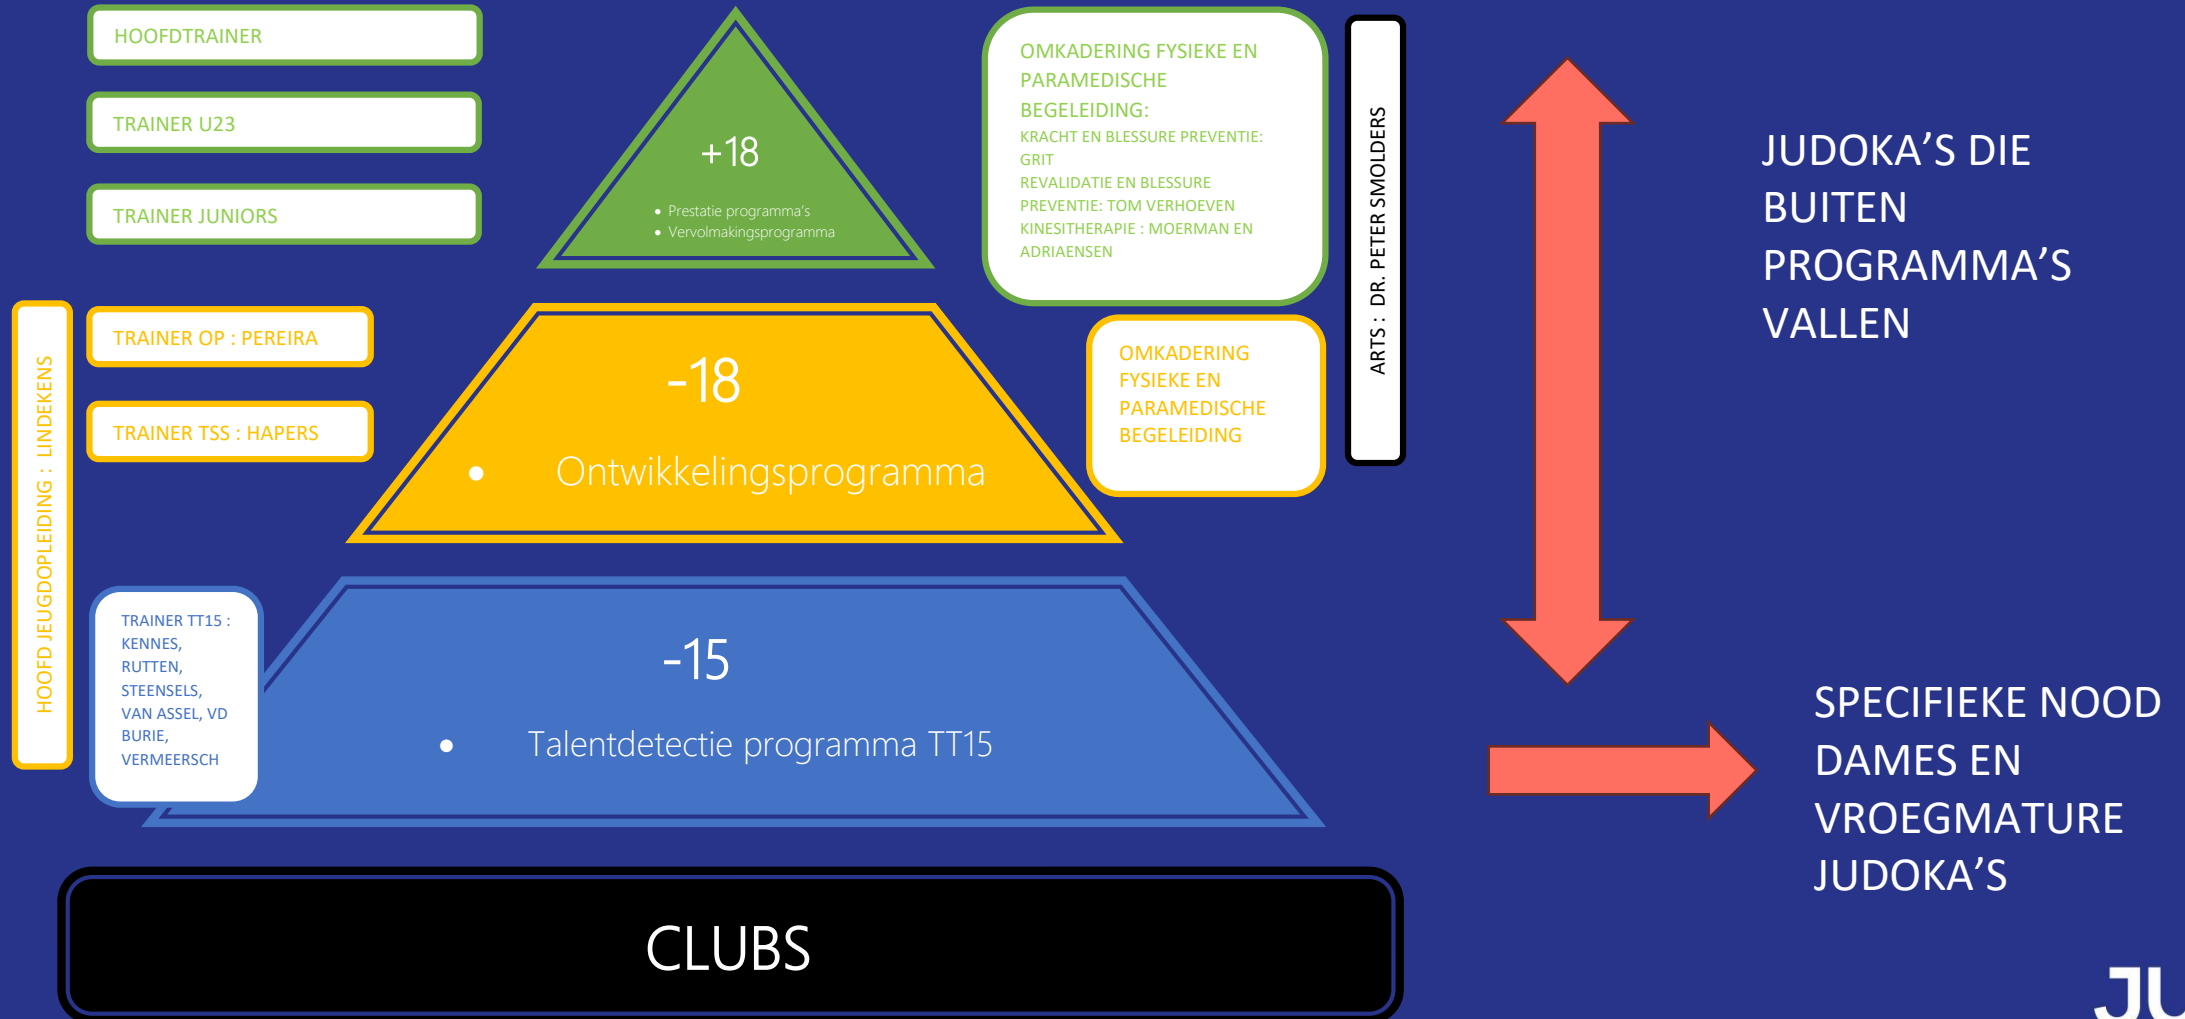 HOOFDTRAINER
TRAINER U23
TRAINER JUNIORS
+18
• Prestatie programma's
• Vervolmakingsprogramma
OMKADERING FYSIEKE EN
PARAMEDISCHE
BEGELEIDING:
KRACHT EN BLESSURE PREVENTIE:
GRIT
REVALIDATIE EN BLESSURE
PREVENTIE: TOM VERHOEVEN
KINESITHERAPIE : MOERMAN EN
ADRIAENSEN
ARTS : DR. PETER SMOLDERS
JUDOKA'S DIE
BUITEN
PROGRAMMA'S
VALLEN
HOOFD JEUGDOPLEIDING : LINDEKENS
TRAINER OP : PEREIRA
TRAINER TSS : HAPERS
-18
• Ontwikkelingsprogramma
OMKADERING
FYSIEKE EN
PARAMEDISCHE
BEGELEIDING
TRAINER TT15 :
KENNES,
RUTTEN,
STEENSELS,
VAN ASSEL, VD
BURIE,
VERMEERSCH
-15
• Talentdetectie programma TT15
SPECIFIEKE NOOD
DAMES EN
VROEGMATURE
JUDOKA'S
CLUBS
JU